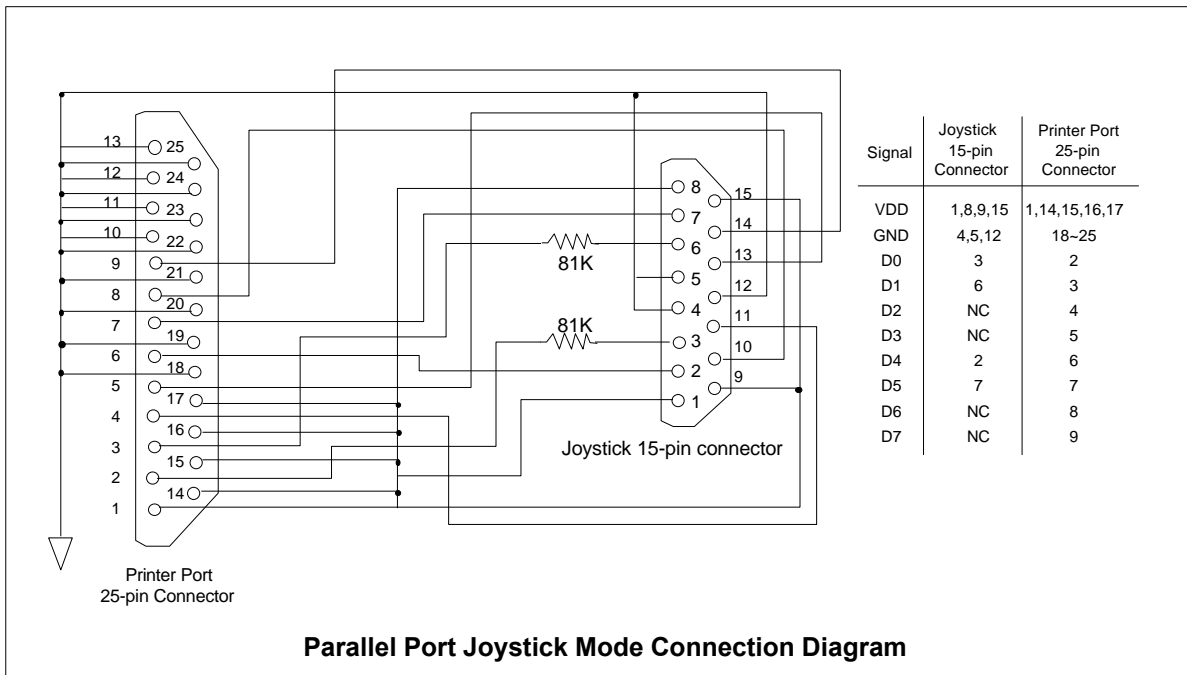 13
25
12
24
11
23
10
22
9
21
8
20
7
19
6
18
5
17
4
16
3
15
2
14
1
Printer Port
25-pin Connector
81K
81K
8
15
7
14
6
13
5
12
4
11
3
10
2
9
1
Joystick 15-pin connector
Signal Joystick 15-pin Connector Printer Port 25-pin Connector
VDD 1,8,9,15 1,14,15,16,17
GND 4,5,12 18~25
D0 3 2
D1 6 3
D2 NC 4
D3 NC 5
D4 2 6
D5 7 7
D6 NC 8
D7 NC 9
Parallel Port Joystick Mode Connection Diagram